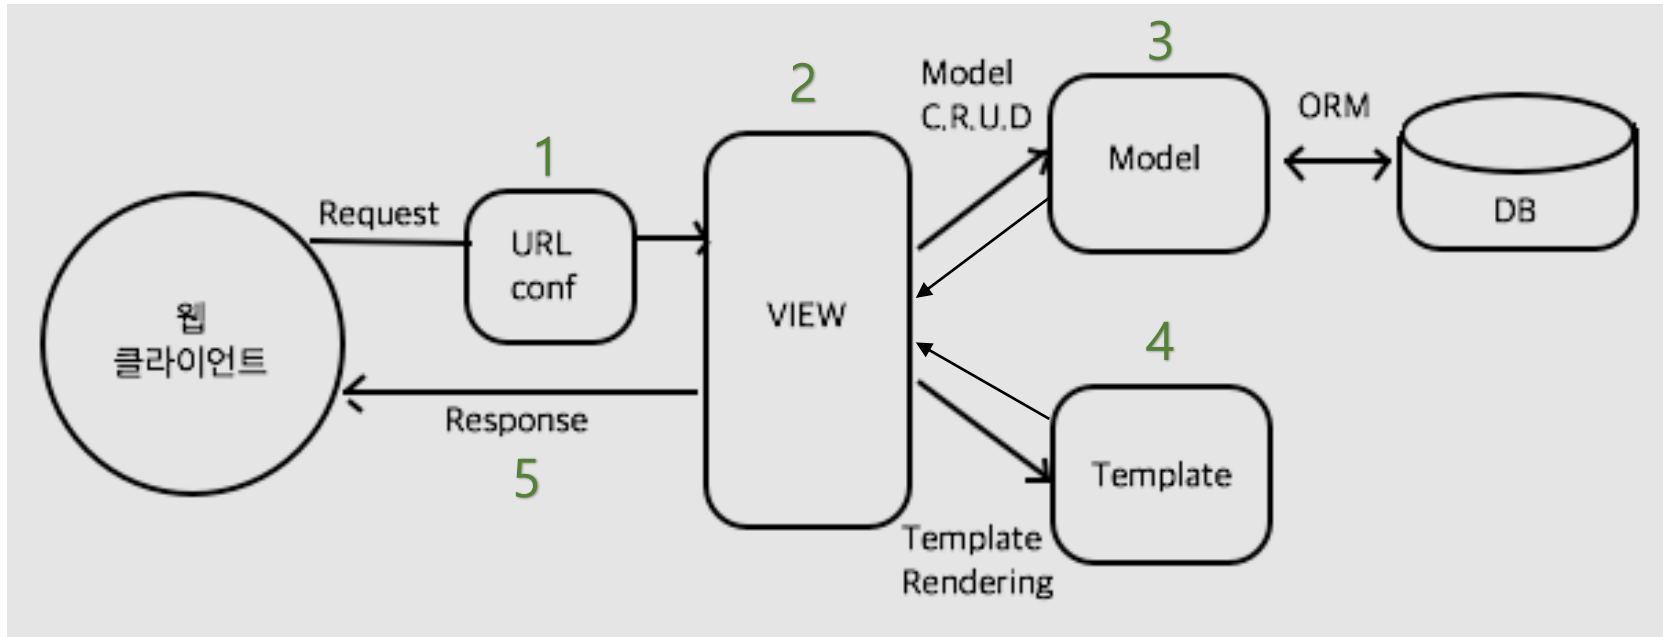 3
2
Model
C.R.U.D
ORM
1
Model
Request
DB
URL
conf
웹
클라이언트
VIEW
4
Response
5
Template
Template
Rendering